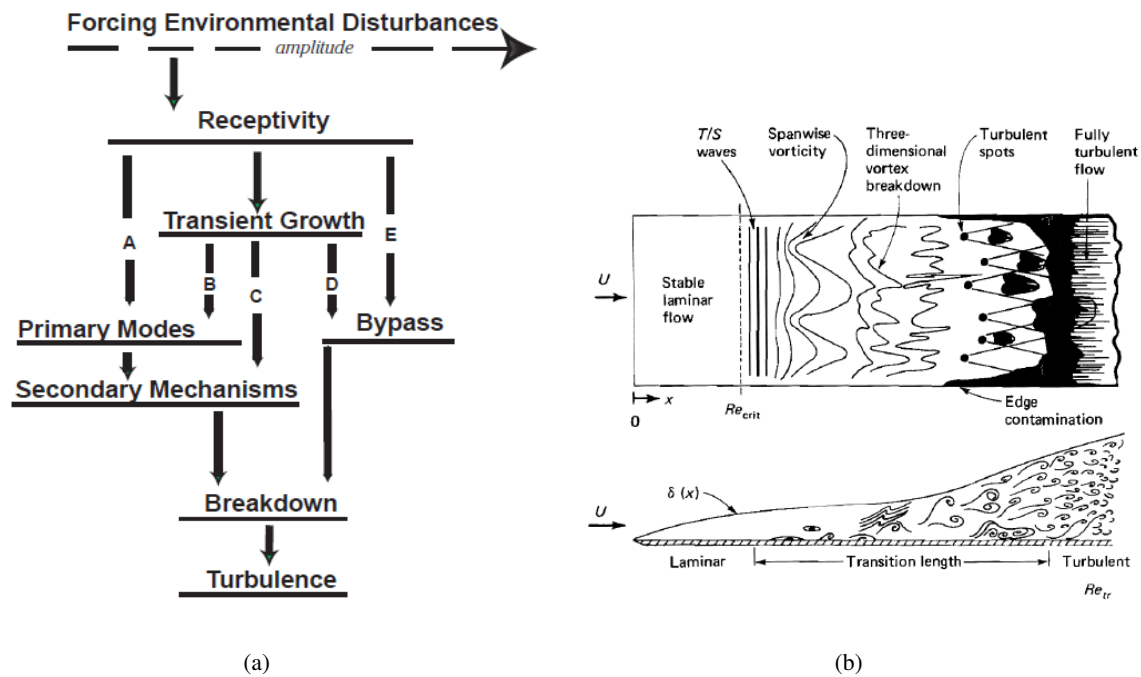 Forcing Environmental Disturbances
amplitude
Receptivity
Transient Growth
A
B
C
D
E
Primary Modes
Bypass
Secondary Mechanisms
Breakdown
Turbulence
(a)
T/S
waves
Spanwise
vorticity
Three-
dimensional
vortex
breakdown
Turbulent
spots
Fully
turbulent
flow
U
Stable
laminar
flow
0
x
Re_crit
Edge
contamination
δ (x)
U
Laminar
Transition length
Turbulent
Re_tr
(b)